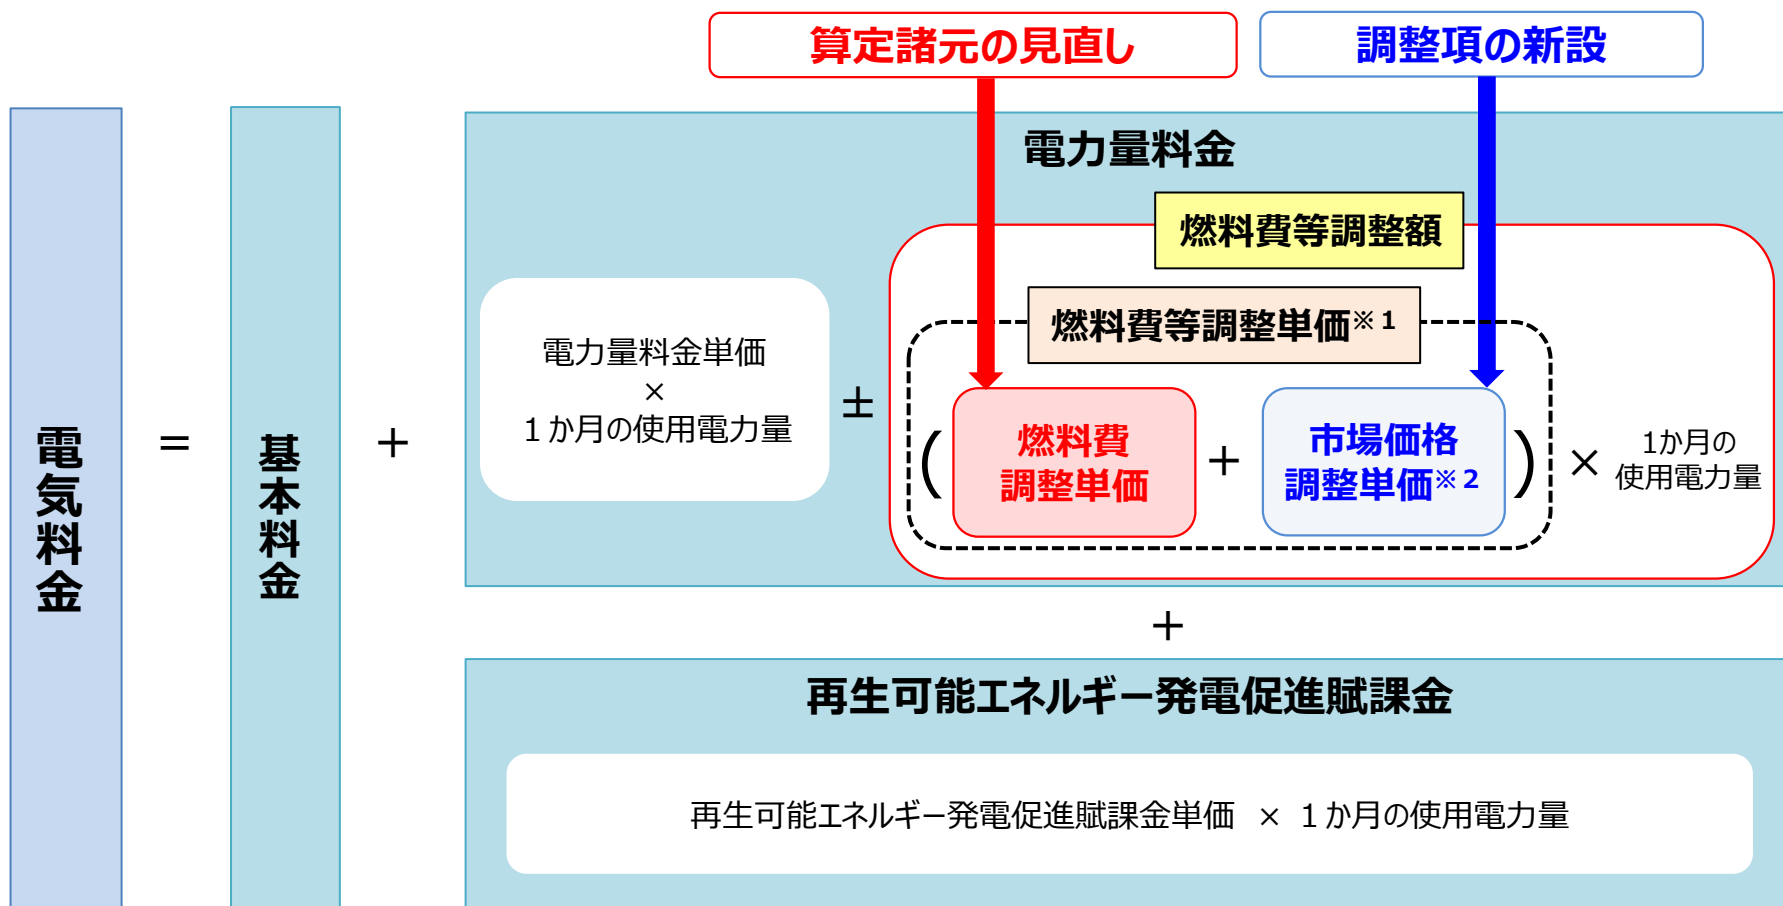 算定諸元の見直し
調整項の新設
電気料金
=
基本料金
+
電力量料金
燃料費等調整額
燃料費等調整単価※1
電力量料金単価
×
1か月の使用電力量
±
(
燃料費
調整単価
+
市場価格
調整単価※2
)
×
1か月の
使用電力量
+
再生可能エネルギー発電促進賦課金
再生可能エネルギー発電促進賦課金単価 × 1か月の使用電力量